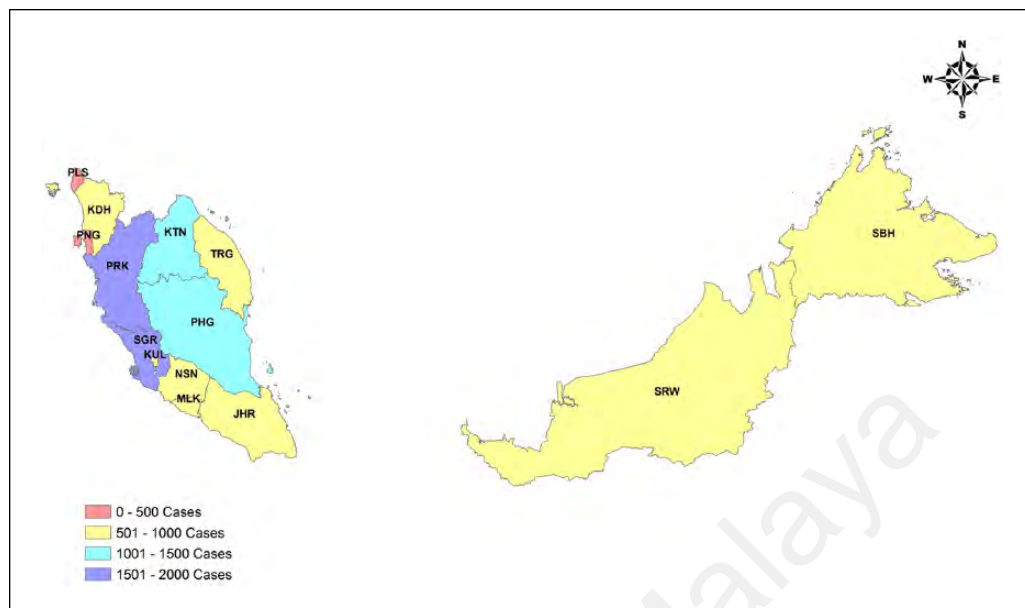 N
W E
S
PLS
KDH
PNG
KTN
TRG
PRK
SBH
PHG
SGR
KUL
NSN
MLK
JHR
SRW
0 - 500 Cases
501 - 1000 Cases
1001 - 1500 Cases
1501 - 2000 Cases
alaya